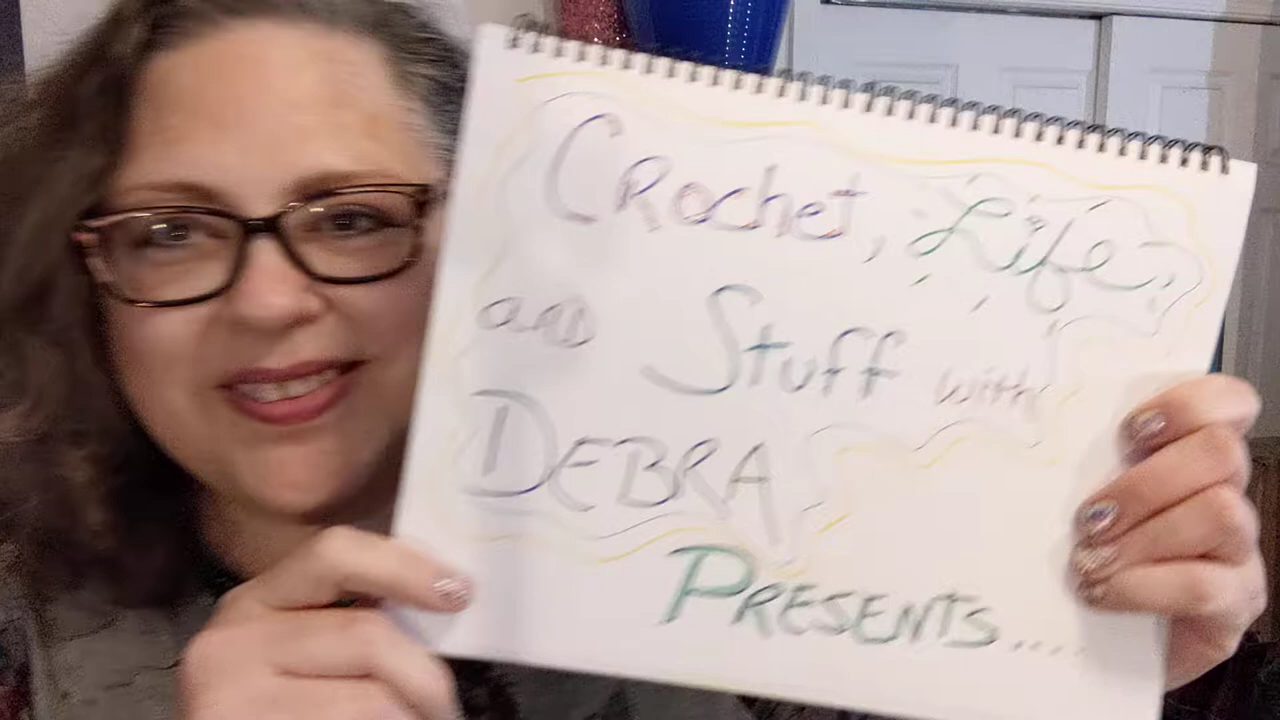 Crochet, Life,
and Stuff with
DEBRA
PRESENTS....